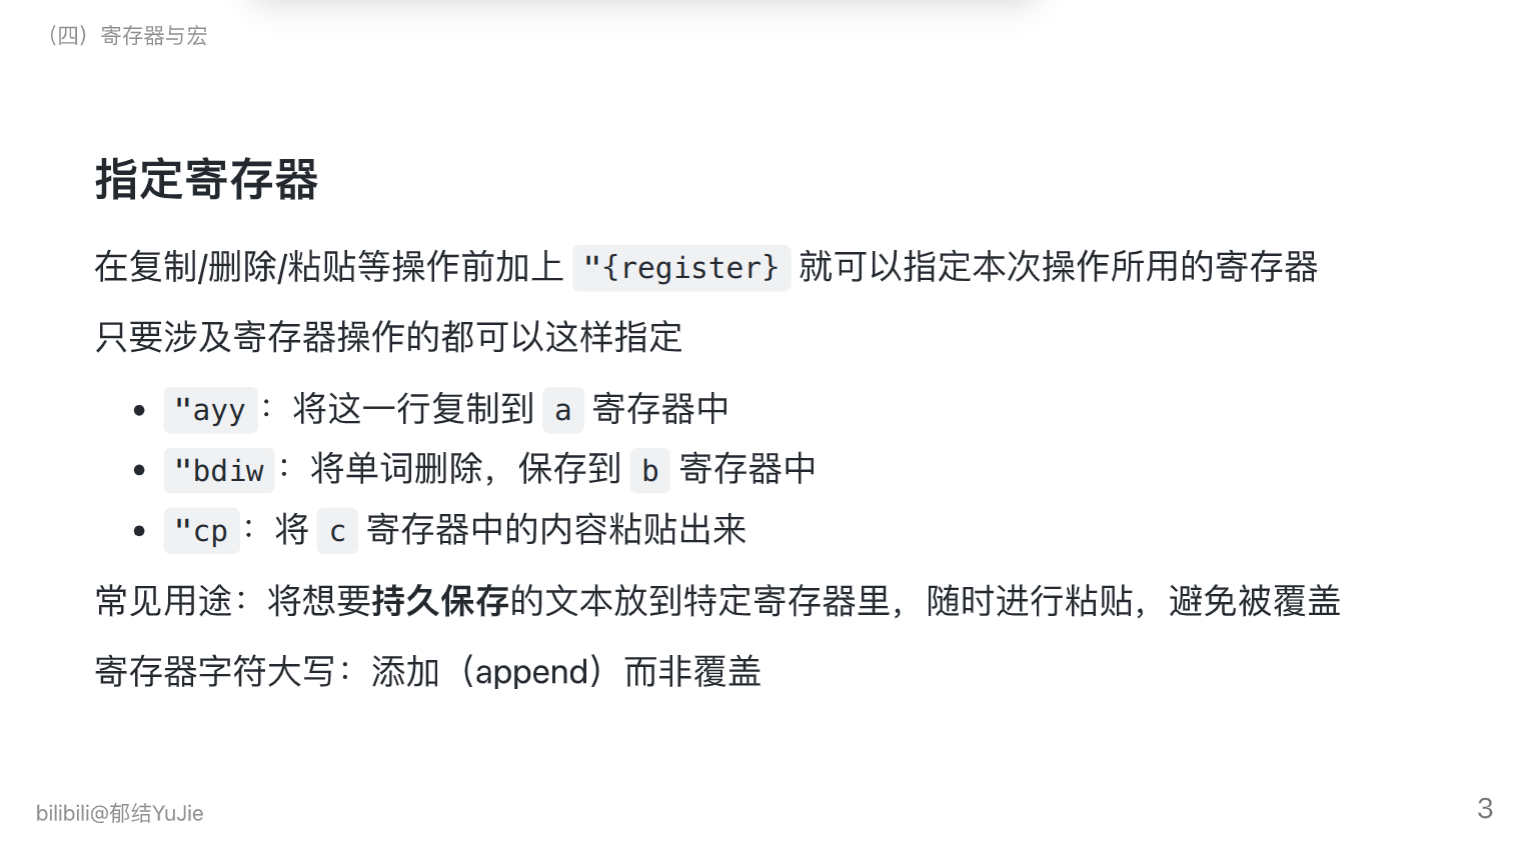 （四）寄存器与宏
指定寄存器
在复制/删除/粘贴等操作前加上 "{register} 就可以指定本次操作所用的寄存器
只要涉及寄存器操作的都可以这样指定
• "ayy：将这一行复制到 a 寄存器中
• "bdiw：将单词删除，保存到 b 寄存器中
• "cp：将 c 寄存器中的内容粘贴出来
常见用途：将想要持久保存的文本放到特定寄存器里，随时进行粘贴，避免被覆盖
寄存器字符大写：添加（append）而非覆盖
bilibili@郁结YuJie
3